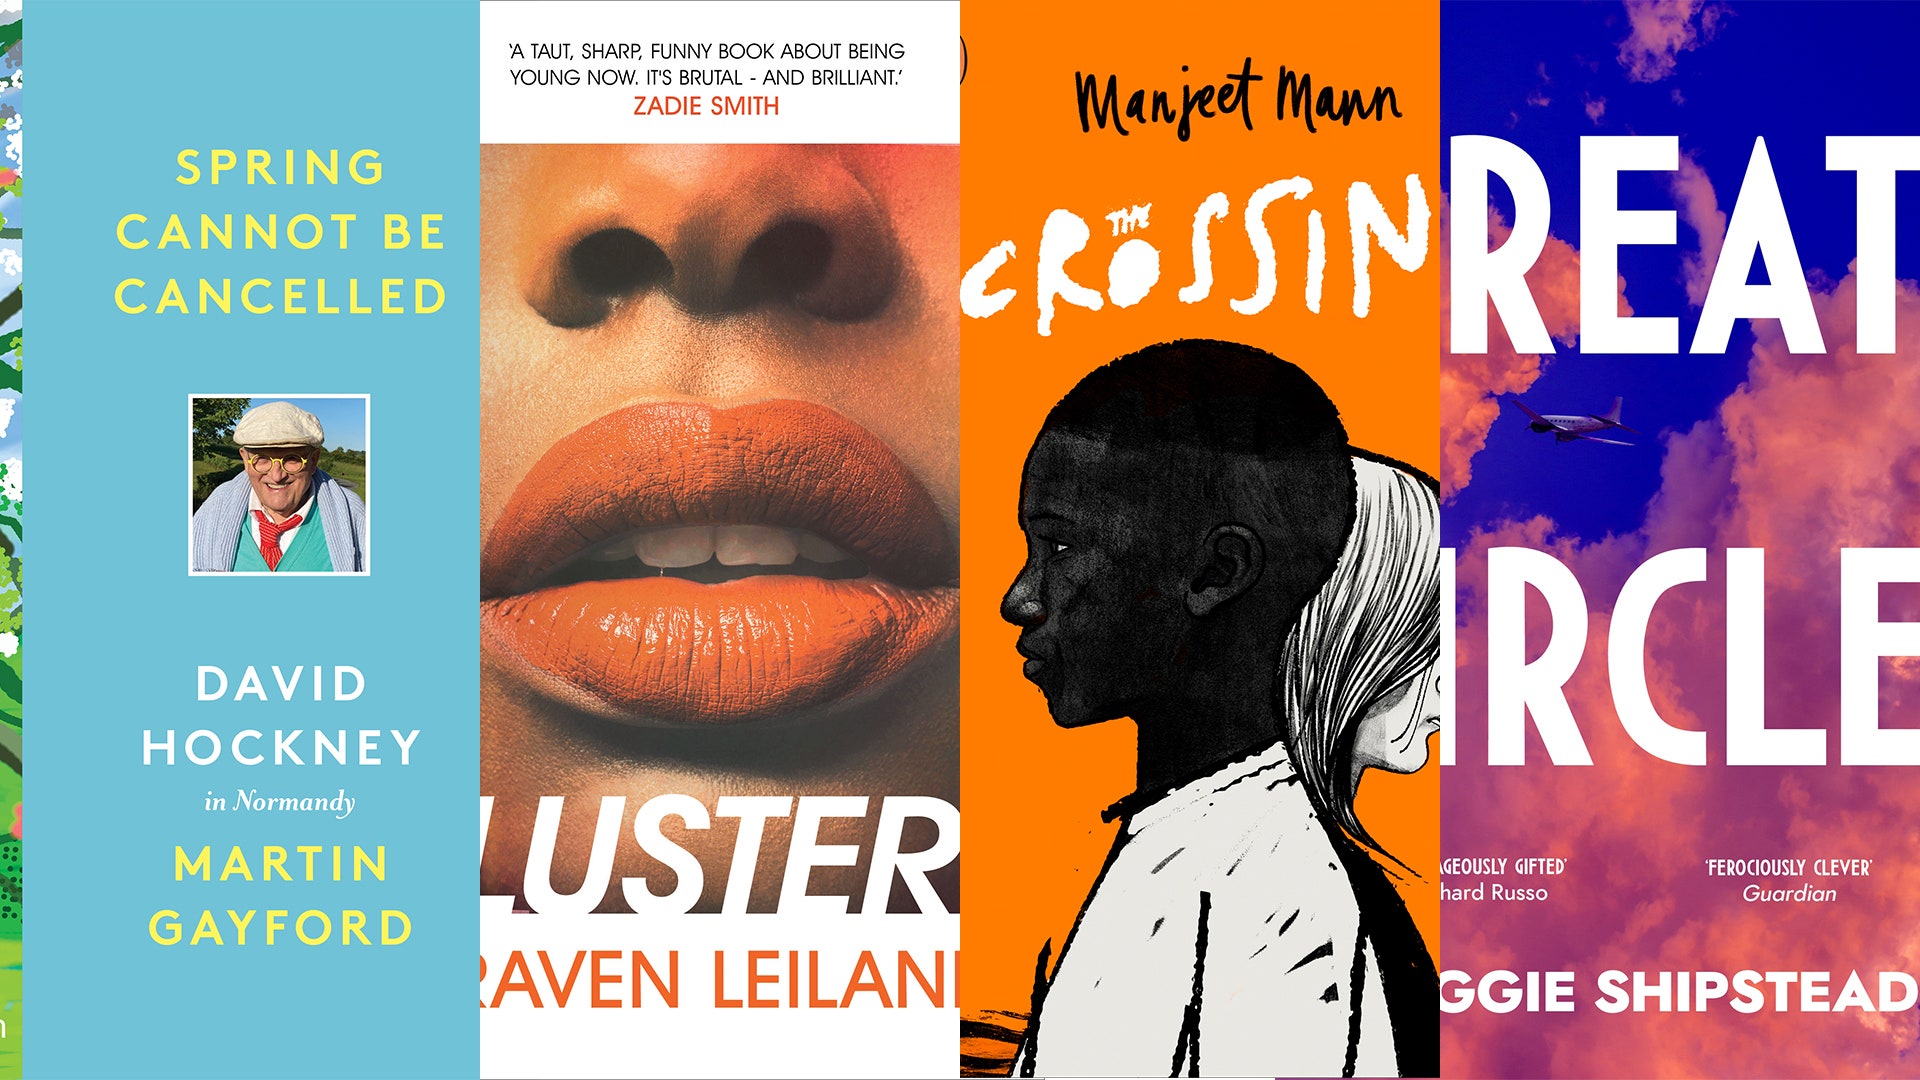 SPRING
CANNOT BE
CANCELLED
DAVID
HOCKNEY
in Normandy
MARTIN
GAYFORD
'A TAUT, SHARP, FUNNY BOOK ABOUT BEING
YOUNG NOW. IT'S BRUTAL - AND BRILLIANT.'
ZADIE SMITH
LUSTER
RAVEN LEILANI
Manjeet Mann
THE
CROSSIN
REAT
IRCLE
AGEOUSLY GIFTED'
hard Russo
'FEROCIOUSLY CLEVER'
Guardian
GGIE SHIPSTEAD